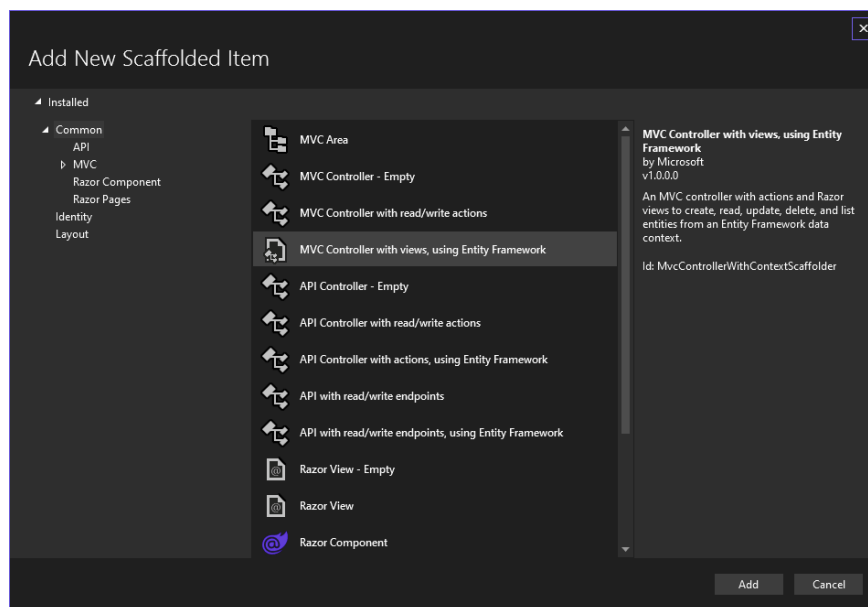 Add New Scaffolded Item
Installed
Common
API
MVC
Razor Component
Razor Pages
Identity
Layout
MVC Area
MVC Controller - Empty
MVC Controller with read/write actions
MVC Controller with views, using Entity Framework
API Controller - Empty
API Controller with read/write actions
API Controller with actions, using Entity Framework
API with read/write endpoints
API with read/write endpoints, using Entity Framework
Razor View - Empty
Razor View
Razor Component
MVC Controller with views, using Entity
Framework
by Microsoft
v1.0.0.0
An MVC controller with actions and Razor
views to create, read, update, delete, and list
entities from an Entity Framework data
context.
Id: MvcControllerWithContextScaffolder
Add
Cancel